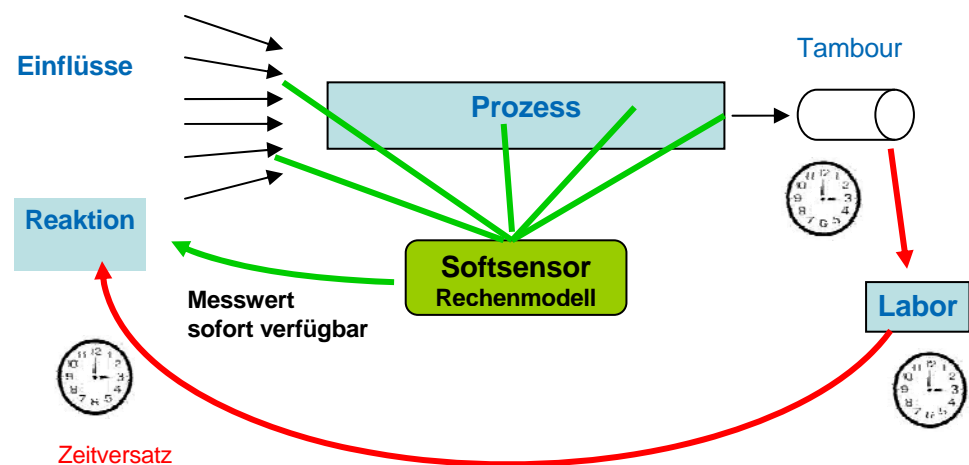 Tambour
Einflüsse
Prozess
Reaktion
Softsensor
Rechenmodell
Messwert
sofort verfügbar
Labor
Zeitversatz